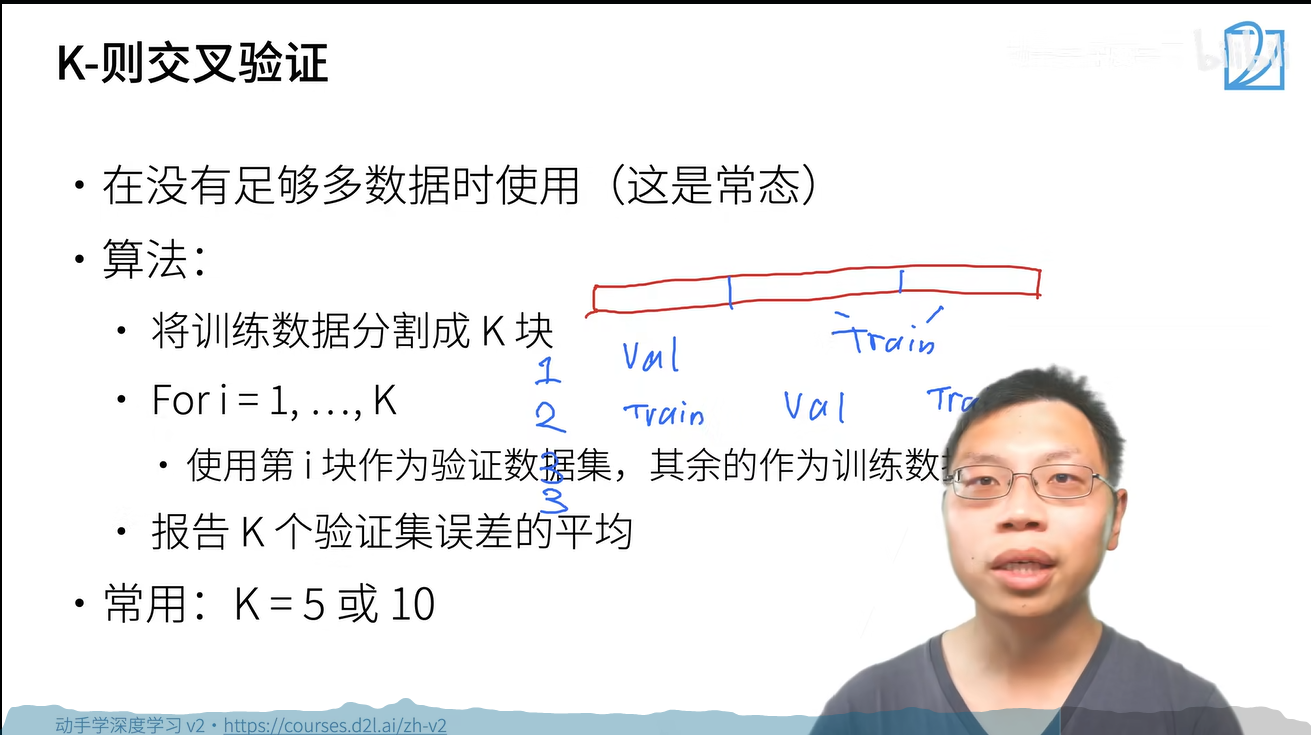 K-则交叉验证
bilibili
• 在没有足够多数据时使用（这是常态）
• 算法：
• 将训练数据分割成 K 块
Train
1 Val
• For i = 1, …, K
2 Train Val Tra
• 使用第 i 块作为验证数据集，其余的作为训练数
3
3
• 报告 K 个验证集误差的平均
• 常用：K = 5 或 10
动手学深度学习 v2 • https://courses.d2l.ai/zh-v2